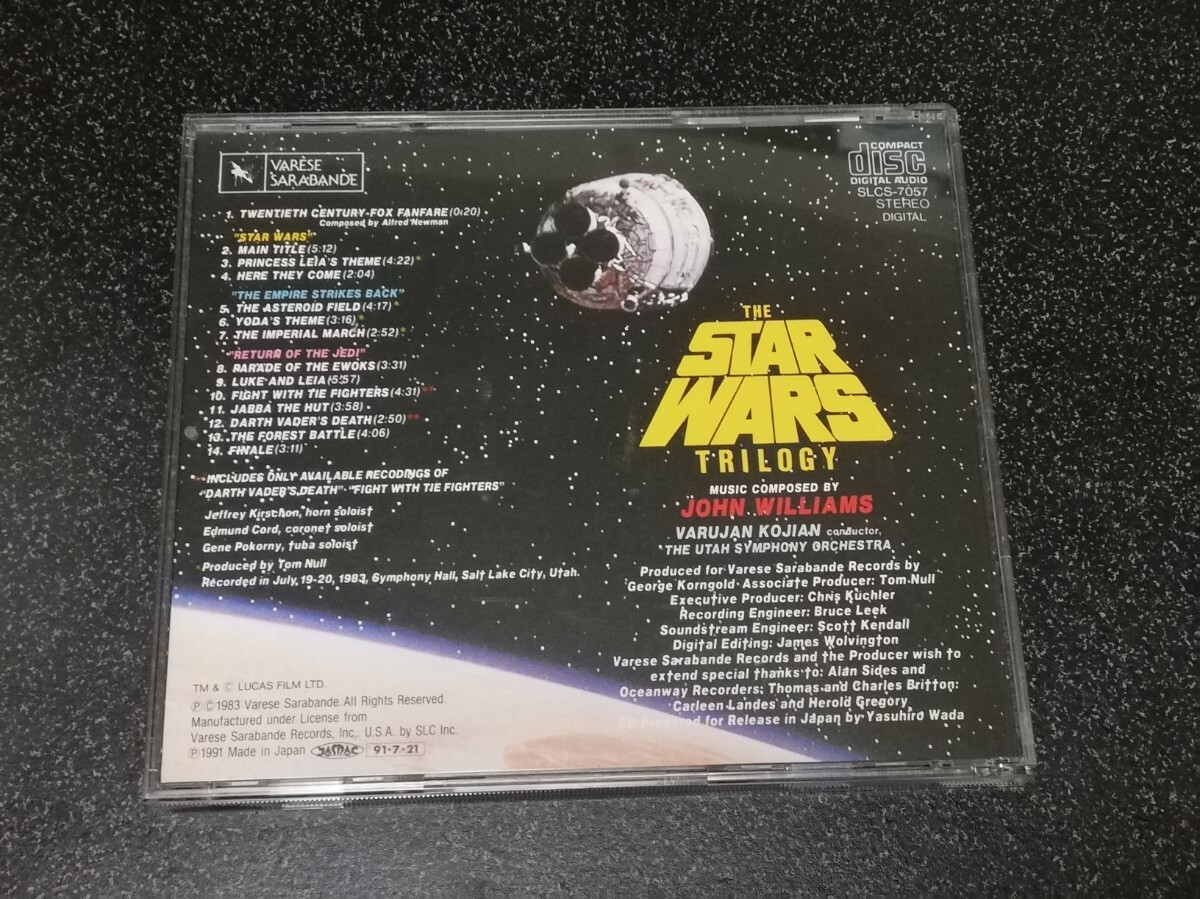 VARÈSE
SARABANDE
1. TWENTIETH CENTURY-FOX FANFARE (0:20)
Composed by Alfred Newman
"STAR WARS"
2. MAIN TITLE (5:12)
3. PRINCESS LEIA'S THEME (4:22)*
4. HERE THEY COME (2:04)
"THE EMPIRE STRIKES BACK"
5. THE ASTEROID FIELD (4:17)*
6. YODA'S THEME (3:16)*
7. THE IMPERIAL MARCH (2:52)*
"RETURN OF THE JEDI"
8. PARADE OF THE EWOKS (3:31)
9. LUKE AND LEIA (5:57)
10. FIGHT WITH TIE FIGHTERS (4:31)**
11. JABBA THE HUT (3:58)
12. DARTH VADER'S DEATH (2:50)**
13. THE FOREST BATTLE (4:06)
14. FINALE (3:11)
**INCLUDES ONLY AVAILABLE RECODINGS OF
"DARTH VADER'S DEATH" "FIGHT WITH TIE FIGHTERS"
Jeffrey Kirschon, horn soloist
Edmund Cord, coronet soloist
Gene Pokorny, tuba soloist
Produced by Tom Null
Recorded in July, 19-20, 1983, Symphony Hall, Salt Lake City, Utah.
TM & © LUCAS FILM LTD.
℗ © 1983 Varese Sarabande. All Rights Reserved.
Manufactured under License from
Varese Sarabande Records, Inc., U.S.A. by SLC Inc.
℗ 1991 Made in Japan JASRAC 91·7·21
COMPACT
disc
DIGITAL AUDIO
SLCS-7057
STEREO
DIGITAL
THE
STAR
WARS
TRILOGY
MUSIC COMPOSED BY
JOHN WILLIAMS
VARUJAN KOJIAN conductor,
THE UTAH SYMPHONY ORCHESTRA
Produced for Varese Sarabande Records by
George Korngold· Associate Producer: Tom Null
Executive Producer: Chris Kuchler
Recording Engineer: Bruce Leek
Soundstream Engineer: Scott Kendall
Digital Editing: James Wolvington
Varese Sarabande Records and the Producer wish to
extend special thanks to: Alan Sides and
Oceanway Recorders: Thomas and Charles Britton:
Carleen Landes and Herold Gregory
CD Prepared for Release in Japan by Yasuhiro Wada